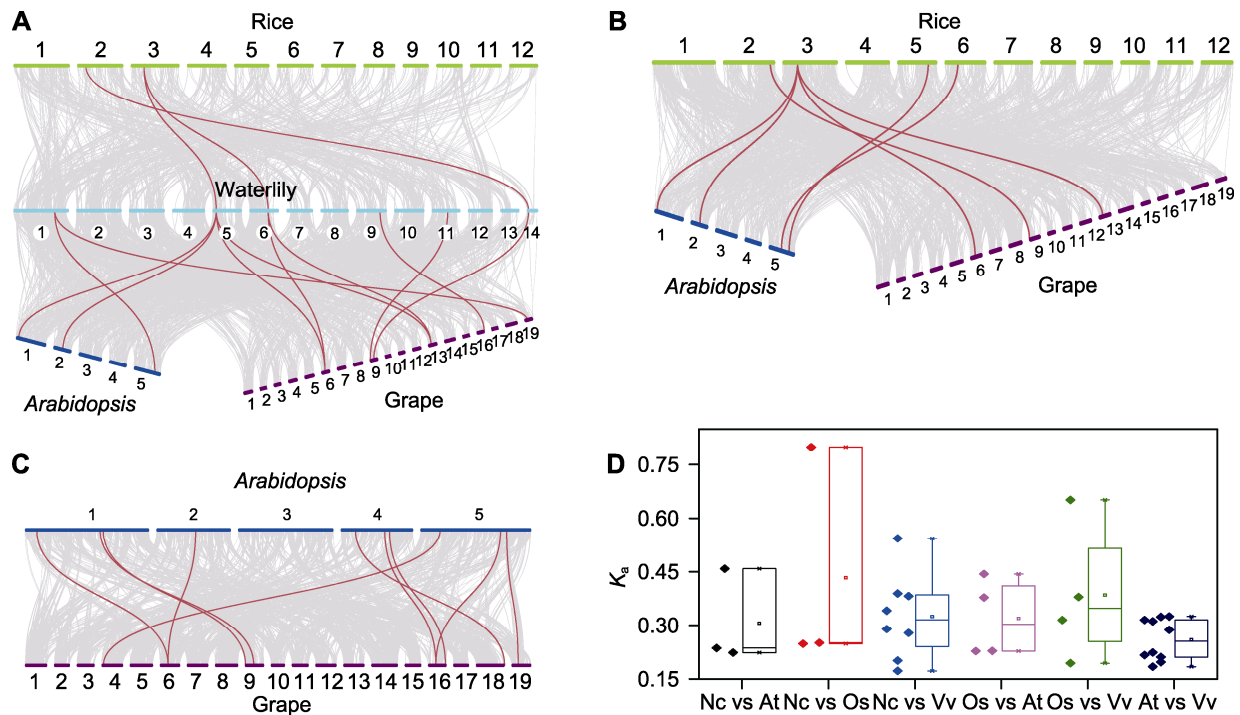 A
Rice
1 2 3 4 5 6 7 8 9 10 11 12
Waterlily
1 2 3 4 5 6 7 8 9 10 11 12 13 14
1 2 3 4 5
Arabidopsis
1 2 3 4 5 6 7 8 9 10 11 12 13 14 15 16 17 18 19
Grape
B
Rice
1 2 3 4 5 6 7 8 9 10 11 12
1 2 3 4 5
Arabidopsis
1 2 3 4 5 6 7 8 9 10 11 12 13 14 15 16 17 18 19
Grape
C
Arabidopsis
1 2 3 4 5
1 2 3 4 5 6 7 8 9 10 11 12 13 14 15 16 17 18 19
Grape
D
Ka
0.75
0.60
0.45
0.30
0.15
Nc vs At Nc vs Os Nc vs Vv Os vs At Os vs Vv At vs Vv